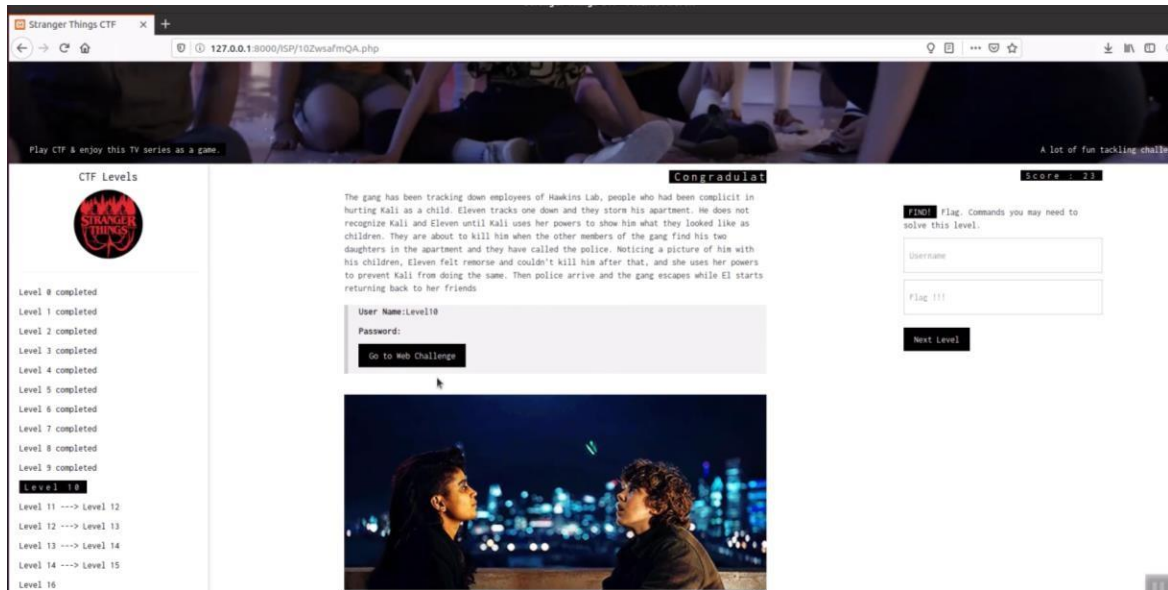 Stranger Things CTF
127.0.0.1:8000/ISP/10ZwsafmQA.php
Play CTF & enjoy this TV series as a game.
A lot of fun tackling challe
CTF Levels
STRANGER
THINGS
Level 0 completed
Level 1 completed
Level 2 completed
Level 3 completed
Level 4 completed
Level 5 completed
Level 6 completed
Level 7 completed
Level 8 completed
Level 9 completed
Level 10
Level 11 ---> Level 12
Level 12 ---> Level 13
Level 13 ---> Level 14
Level 14 ---> Level 15
Level 16
Congradulat
The gang has been tracking down employees of Hawkins Lab, people who had been complicit in
hurting Kali as a child. Eleven tracks one down and they storm his apartment. He does not
recognize Kali and Eleven until Kali uses her powers to show him what they looked like as
children. They are about to kill him when the other members of the gang find his two
daughters in the apartment and they have called the police. Noticing a picture of him with
his children, Eleven felt remorse and couldn't kill him after that, and she uses her powers
to prevent Kali from doing the same. Then police arrive and the gang escapes while El starts
returning back to her friends
User Name:Level10
Password:
Go to Web Challenge
Score : 23
FIND! Flag. Commands you may need to
solve this level.
Username
Flag !!!
Next Level